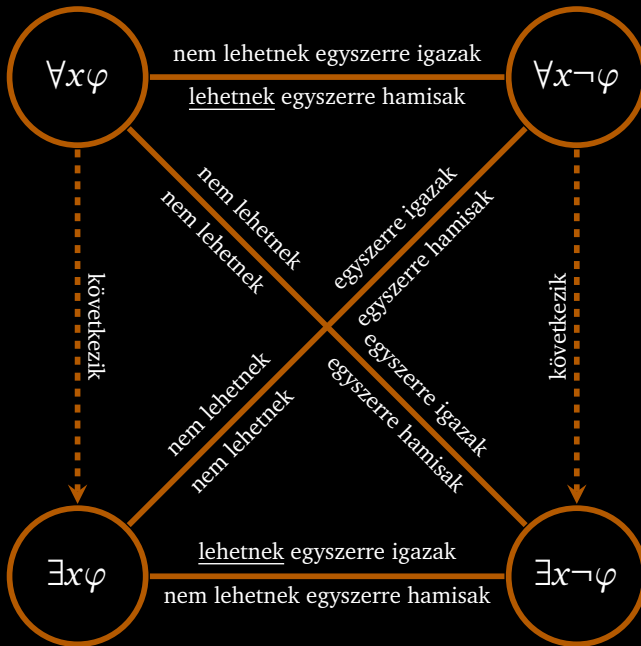 ∀xφ
nem lehetnek egyszerre igazak
lehetnek egyszerre hamisak
∀x¬φ
nem lehetnek
nem lehetnek
egyszerre igazak
egyszerre hamisak
következik
következik
egyszerre igazak
egyszerre hamisak
nem lehetnek
nem lehetnek
∃xφ
lehetnek egyszerre igazak
nem lehetnek egyszerre hamisak
∃x¬φ